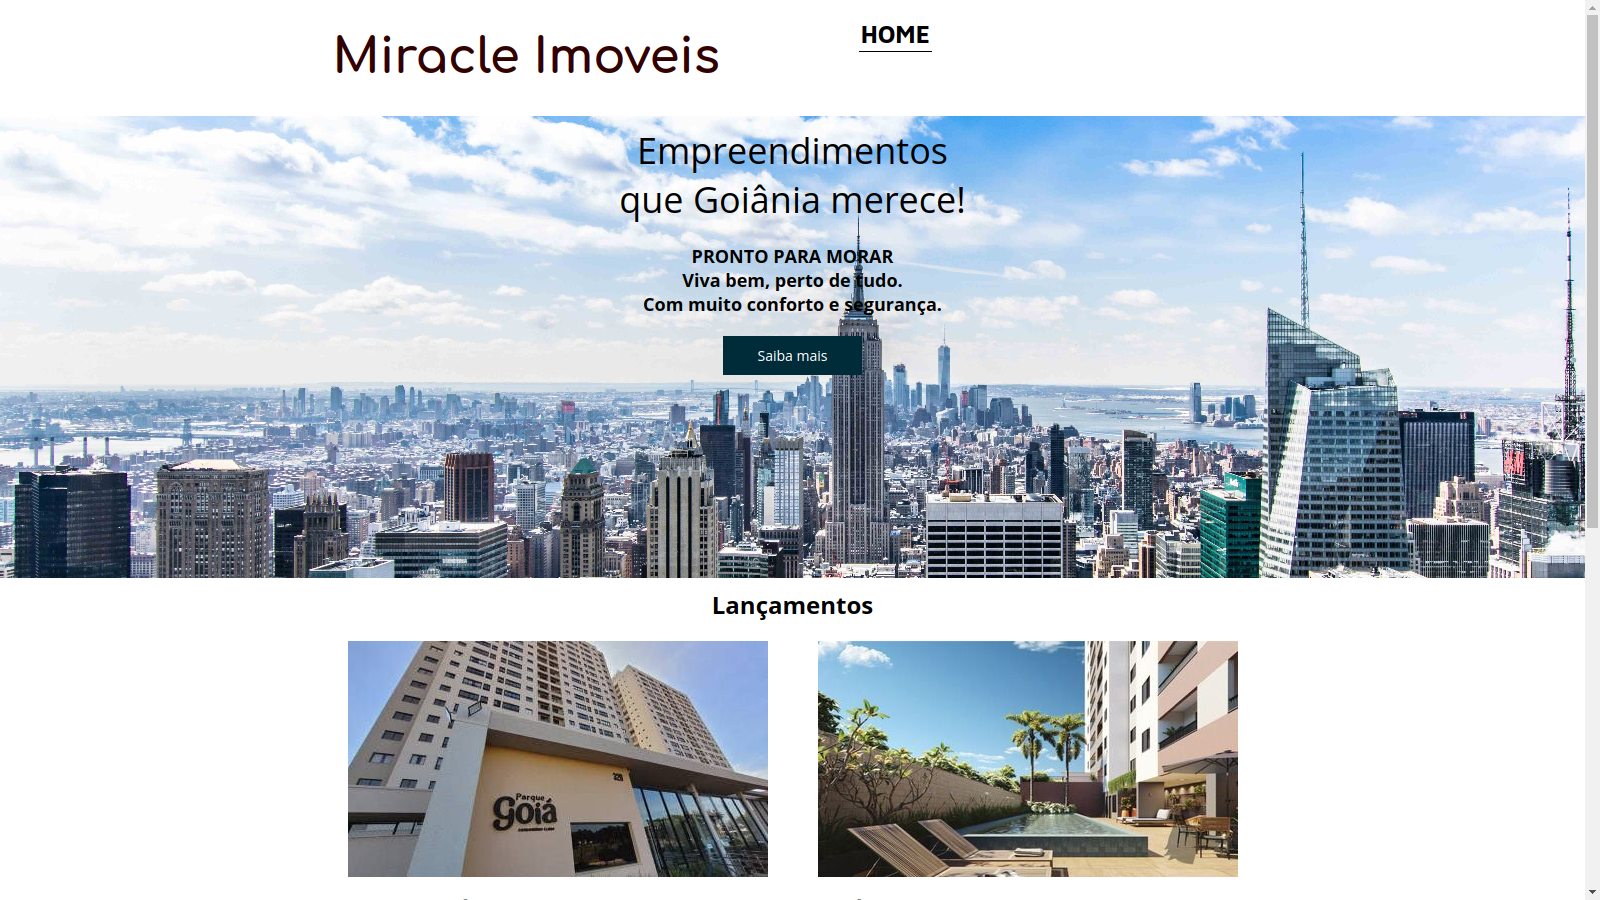 Miracle Imoveis
HOME
Empreendimentos
que Goiânia merece!
PRONTO PARA MORAR
Viva bem, perto de tudo.
Com muito conforto e segurança.
Saiba mais
Lançamentos
320
Parque
Goiá